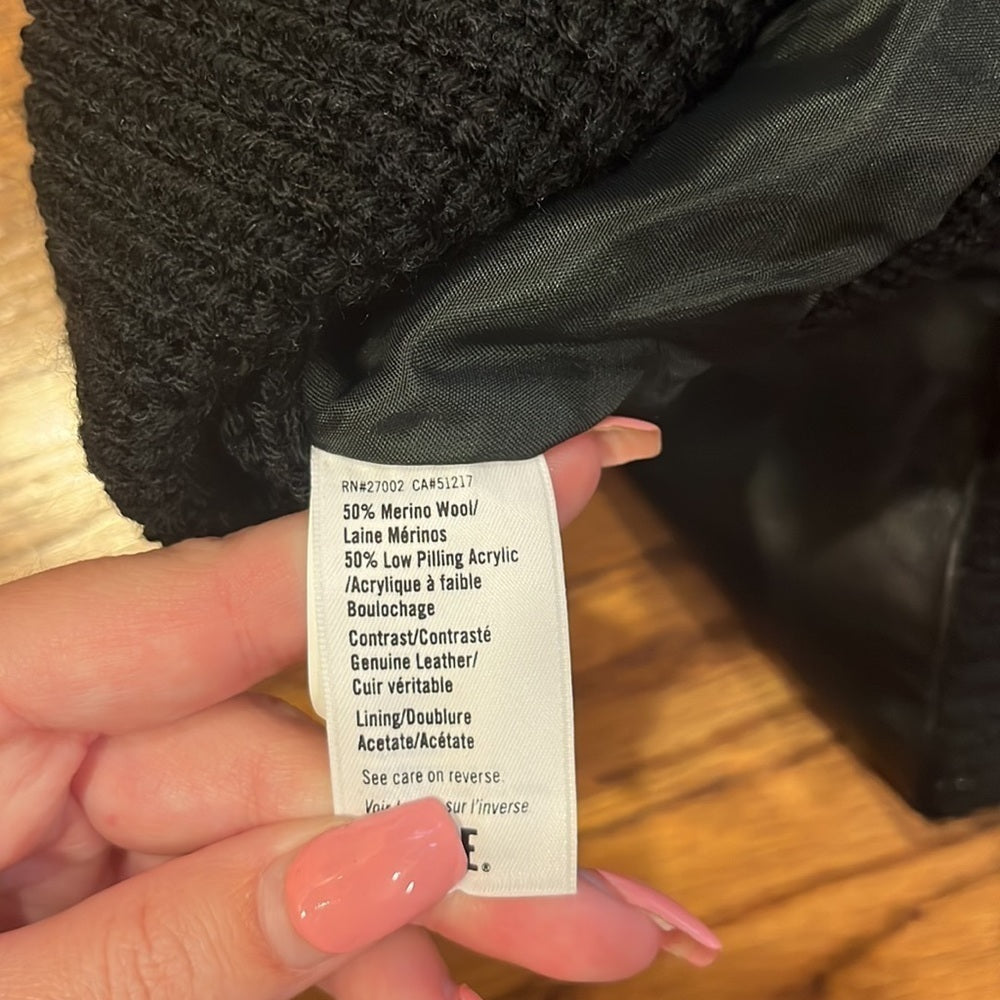 RN#27002 CA#51217
50% Merino Wool/
Laine Mérinos
50% Low Pilling Acrylic
/Acrylique à faible
Boulochage
Contrast/Contrasté
Genuine Leather/
Cuir véritable
Lining/Doublure
Acetate/Acétate
See care on reverse.
Voir sur l'inverse
E.®